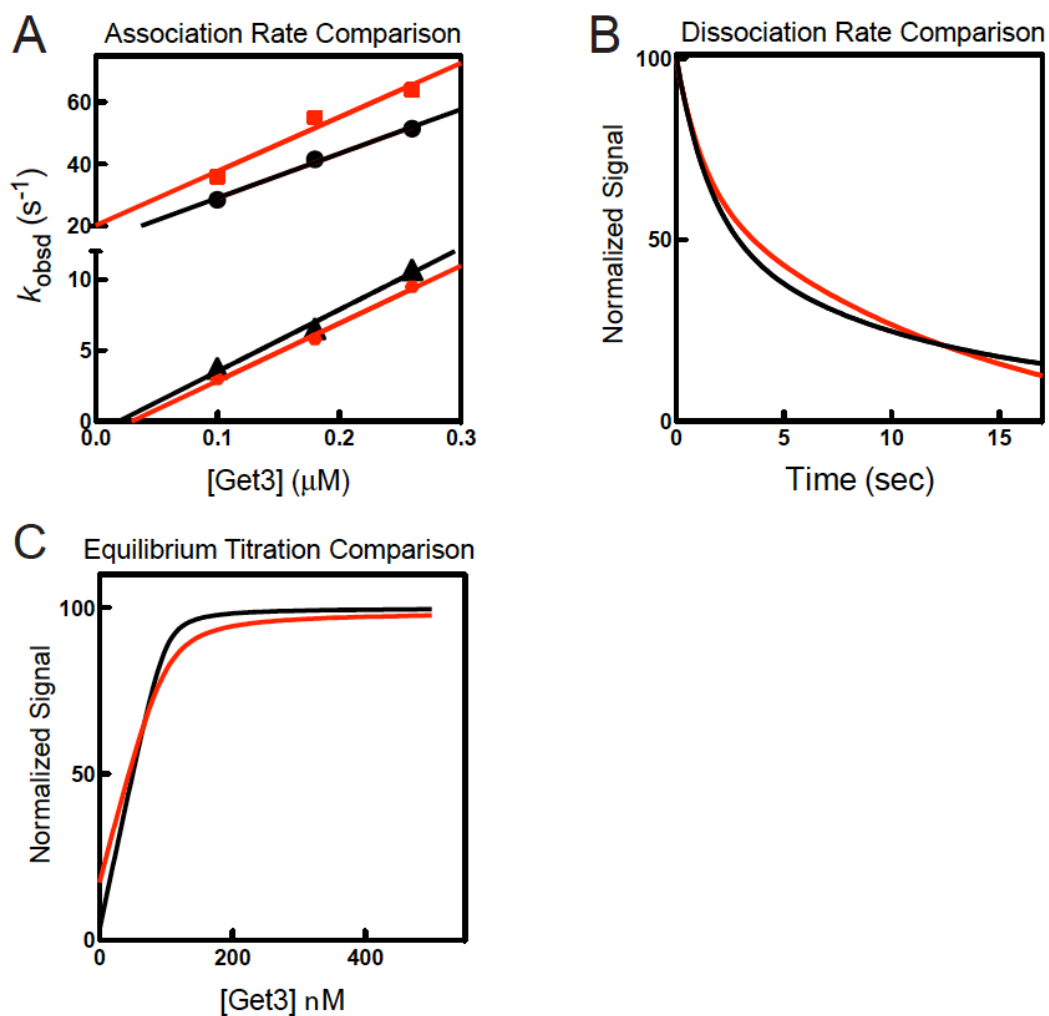 A
Association Rate Comparison
60
40
20
10
5
0
kobsd (s-1)
0.0 0.1 0.2 0.3
[Get3] (μM)
B
Dissociation Rate Comparison
100
50
0
Normalized Signal
0 5 10 15
Time (sec)
C
Equilibrium Titration Comparison
100
50
0
Normalized Signal
0 200 400
[Get3] nM